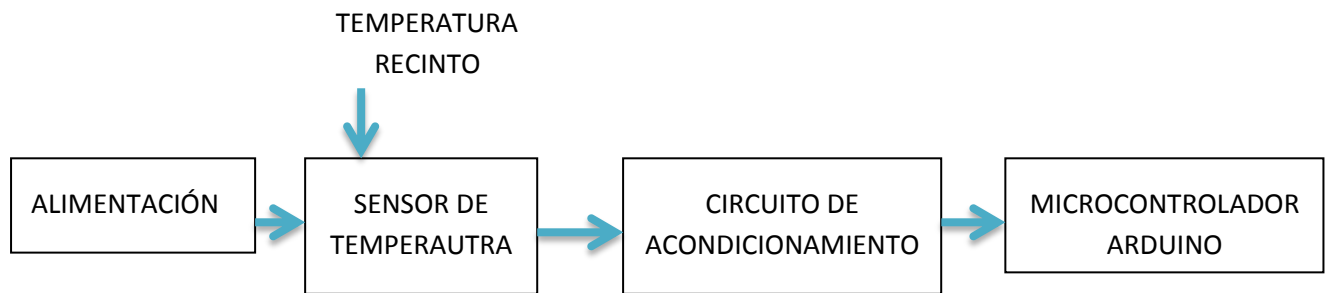 TEMPERATURA
RECINTO
ALIMENTACIÓN
SENSOR DE
TEMPERAUTRA
CIRCUITO DE
ACONDICIONAMIENTO
MICROCONTROLADOR
ARDUINO